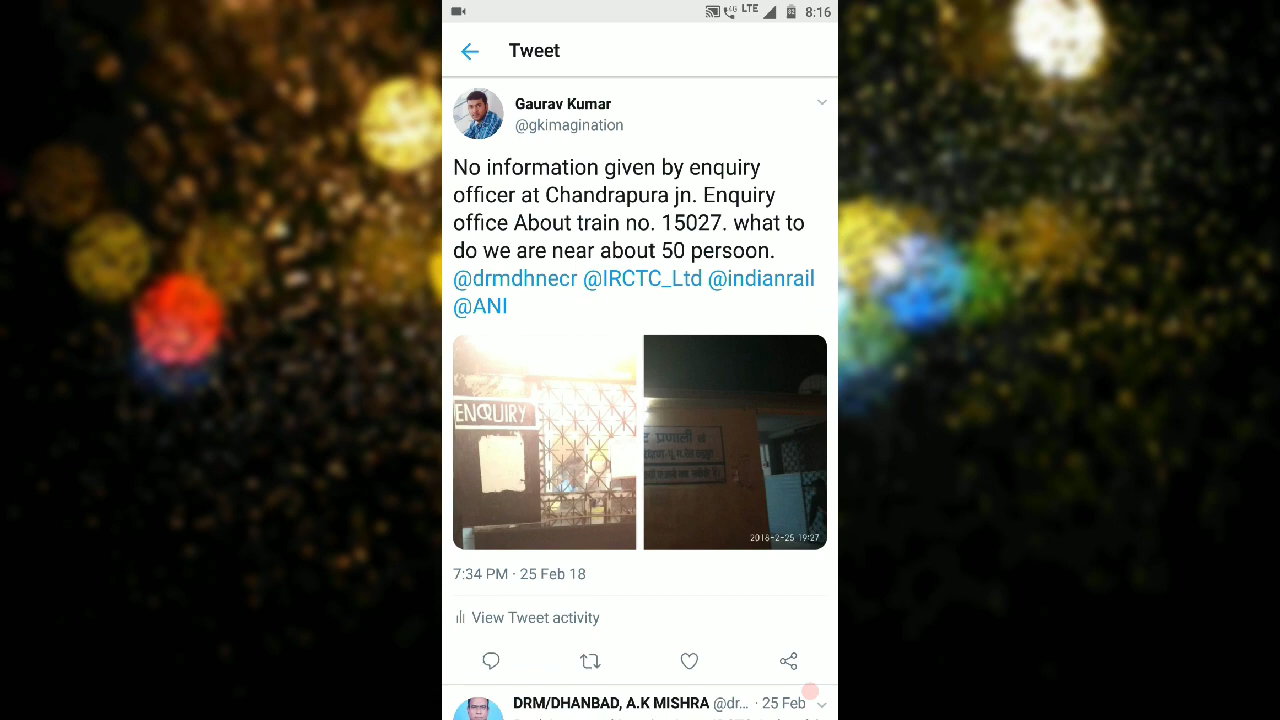 4G LTE 8:16
Tweet
Gaurav Kumar
@gkimagination
No information given by enquiry
officer at Chandrapura jn. Enquiry
office About train no. 15027. what to
do we are near about 50 persoon.
@drmdhnecr @IRCTC_Ltd @indianrail
@ANI
ENQUIRY
प्रणाली
2018-2-25 19:27
7:34 PM · 25 Feb 18
View Tweet activity
DRM/DHANBAD, A.K MISHRA @dr... · 25 Feb